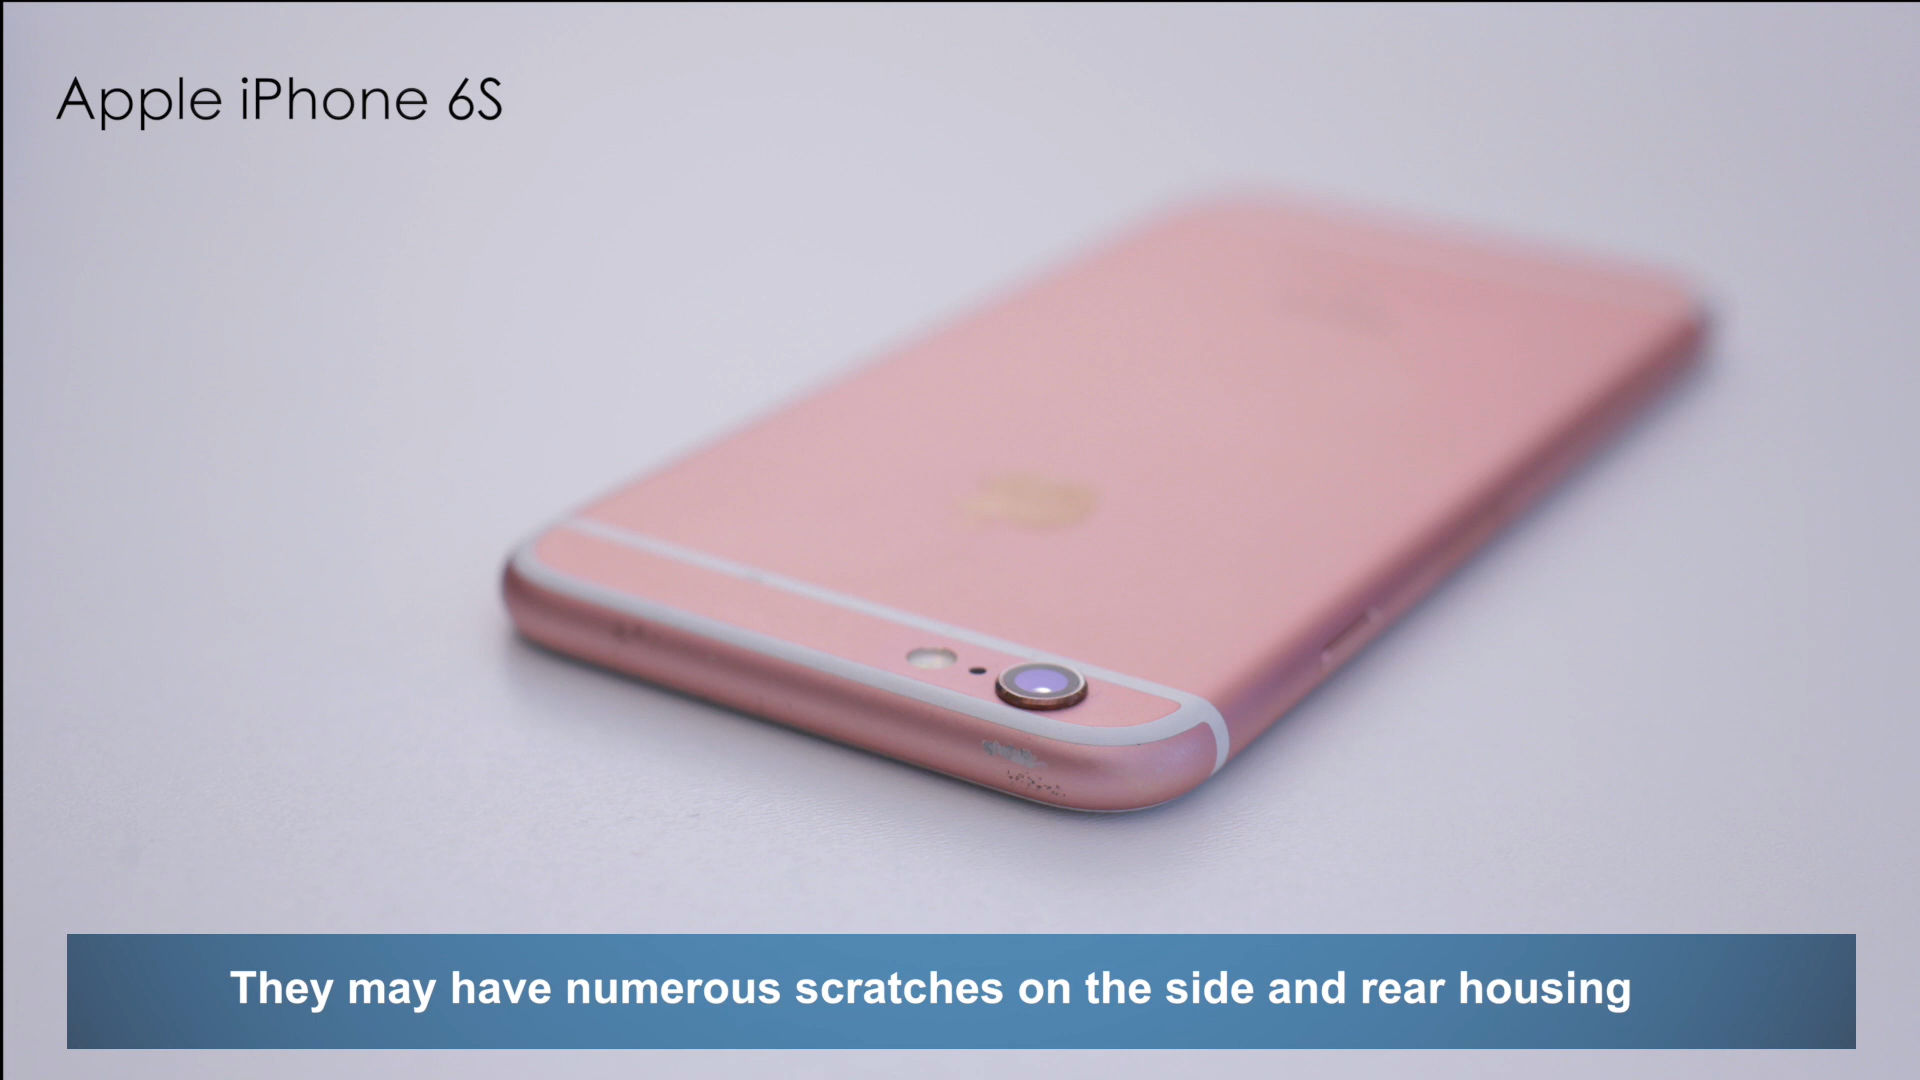 Apple iPhone 6S
They may have numerous scratches on the side and rear housing